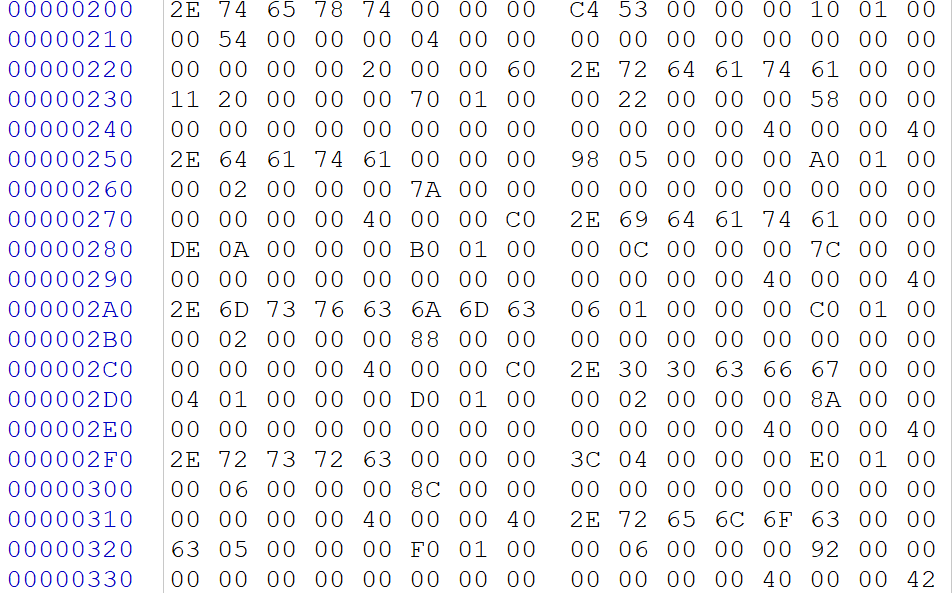 00000200 2E 74 65 78 74 00 00 00 C4 53 00 00 00 10 01 00
00000210 00 54 00 00 00 04 00 00 00 00 00 00 00 00 00 00
00000220 00 00 00 00 20 00 00 60 2E 72 64 61 74 61 00 00
00000230 11 20 00 00 00 70 01 00 00 22 00 00 00 58 00 00
00000240 00 00 00 00 00 00 00 00 00 00 00 00 40 00 00 40
00000250 2E 64 61 74 61 00 00 00 98 05 00 00 00 A0 01 00
00000260 00 02 00 00 00 7A 00 00 00 00 00 00 00 00 00 00
00000270 00 00 00 00 40 00 00 C0 2E 69 64 61 74 61 00 00
00000280 DE 0A 00 00 00 B0 01 00 00 0C 00 00 00 7C 00 00
00000290 00 00 00 00 00 00 00 00 00 00 00 00 40 00 00 40
000002A0 2E 6D 73 76 63 6A 6D 63 06 01 00 00 00 C0 01 00
000002B0 00 02 00 00 00 88 00 00 00 00 00 00 00 00 00 00
000002C0 00 00 00 00 40 00 00 C0 2E 30 30 63 66 67 00 00
000002D0 04 01 00 00 00 D0 01 00 00 02 00 00 00 8A 00 00
000002E0 00 00 00 00 00 00 00 00 00 00 00 00 40 00 00 40
000002F0 2E 72 73 72 63 00 00 00 3C 04 00 00 00 E0 01 00
00000300 00 06 00 00 00 8C 00 00 00 00 00 00 00 00 00 00
00000310 00 00 00 00 40 00 00 40 2E 72 65 6C 6F 63 00 00
00000320 63 05 00 00 00 F0 01 00 00 06 00 00 00 92 00 00
00000330 00 00 00 00 00 00 00 00 00 00 00 00 40 00 00 42